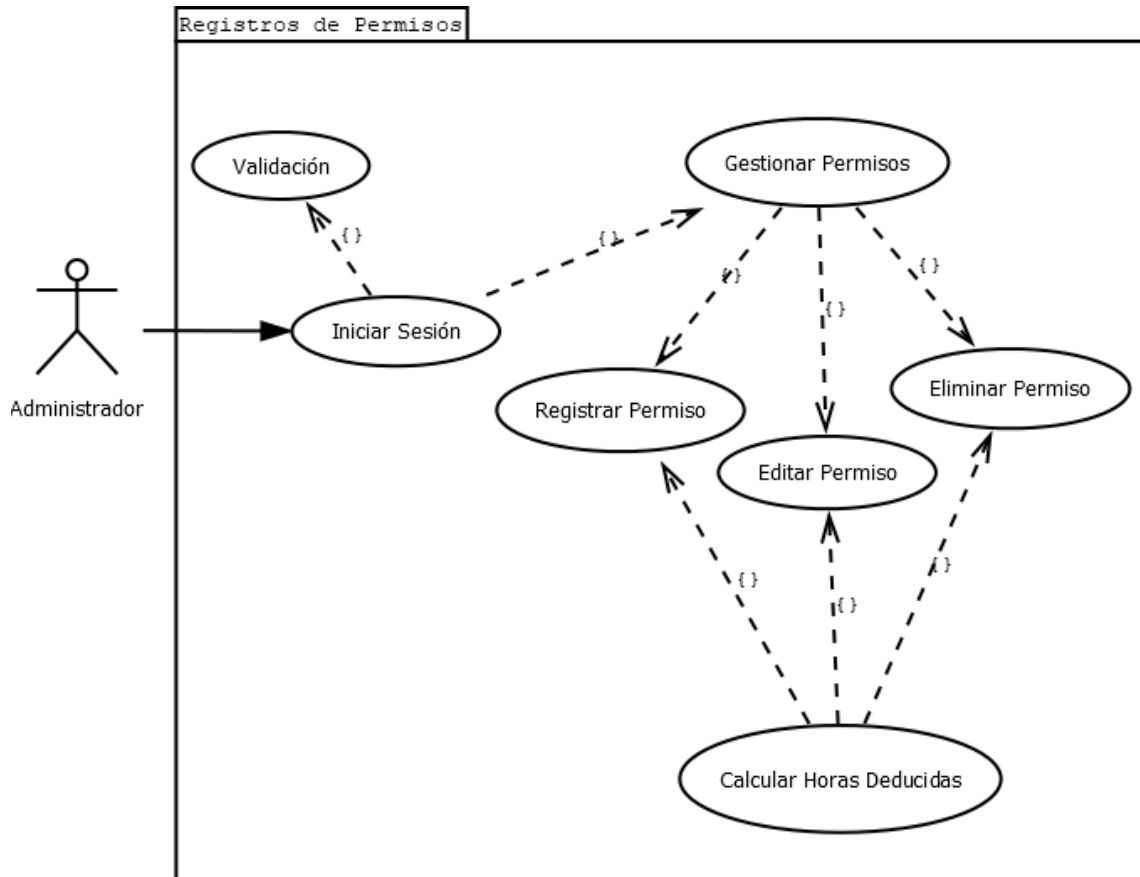 Registros de Permisos
Validación
Gestionar Permisos
{ }
{ }
{ }
{ }
{ }
Iniciar Sesión
Eliminar Permiso
Administrador
Registrar Permiso
Editar Permiso
{ }
{ }
{ }
Calcular Horas Deducidas